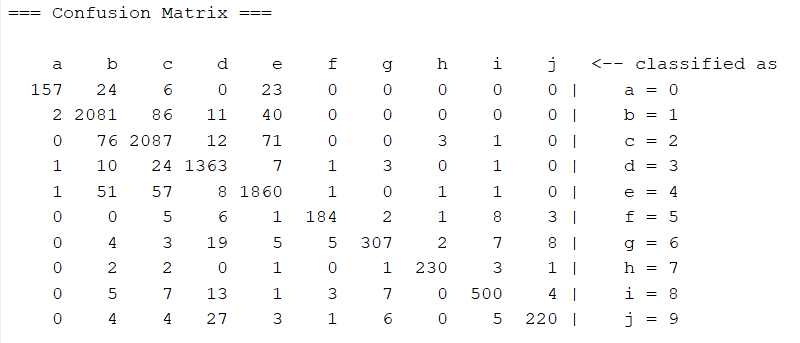 === Confusion Matrix ===
a b c d e f g h i j <-- classified as
157 24 6 0 23 0 0 0 0 0 | a = 0
2 2081 86 11 40 0 0 0 0 0 | b = 1
0 76 2087 12 71 0 0 3 1 0 | c = 2
1 10 24 1363 7 1 3 0 1 0 | d = 3
1 51 57 8 1860 1 0 1 1 0 | e = 4
0 0 5 6 1 184 2 1 8 3 | f = 5
0 4 3 19 5 5 307 2 7 8 | g = 6
0 2 2 0 1 0 1 230 3 1 | h = 7
0 5 7 13 1 3 7 0 500 4 | i = 8
0 4 4 27 3 1 6 0 5 220 | j = 9